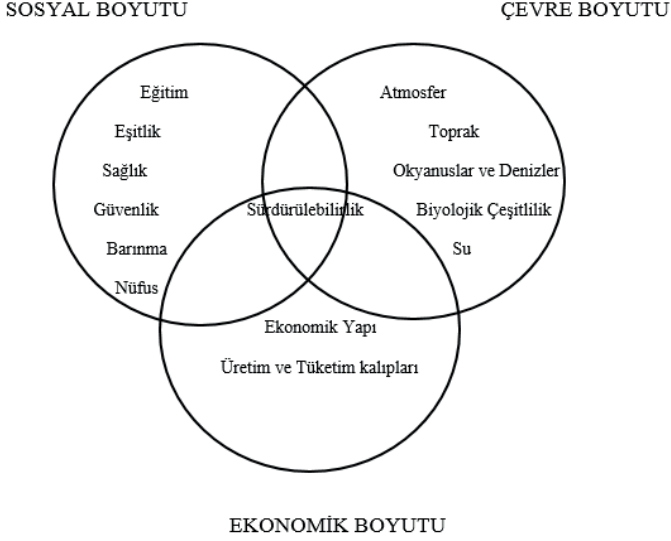 SOSYAL BOYUTU
ÇEVRE BOYUTU
Eğitim
Eşitlik
Sağlık
Güvenlik
Barınma
Nüfus
Sürdürülebilirlik
Atmosfer
Toprak
Okyanuslar ve Denizler
Biyolojik Çeşitlilik
Su
Ekonomik Yapı
Üretim ve Tüketim kalıpları
EKONOMİK BOYUTU